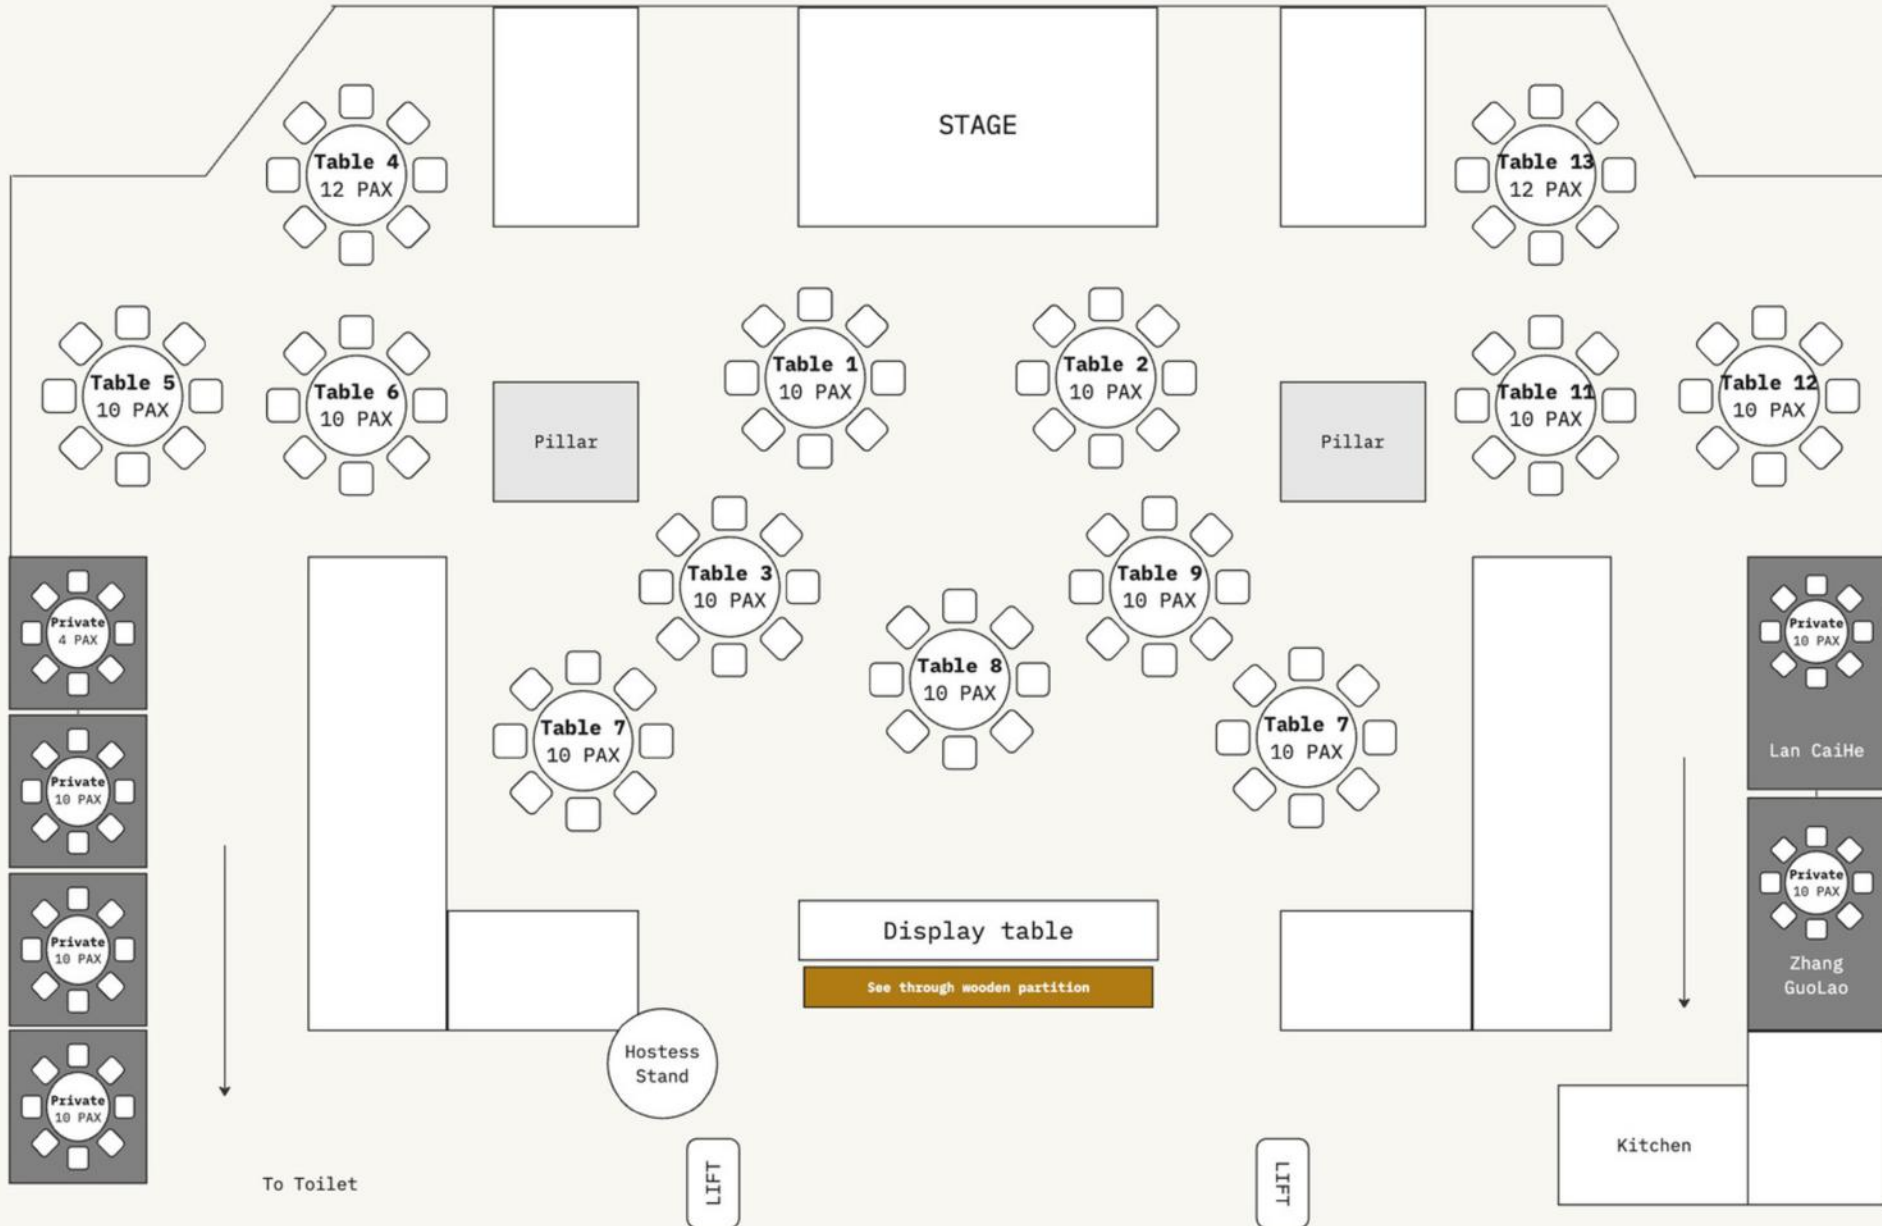 STAGE
Table 4
12 PAX
Table 13
12 PAX
Table 5
10 PAX
Table 6
10 PAX
Pillar
Table 1
10 PAX
Table 2
10 PAX
Pillar
Table 11
10 PAX
Table 12
10 PAX
Table 3
10 PAX
Table 9
10 PAX
Table 8
10 PAX
Table 7
10 PAX
Table 7
10 PAX
Private
4 PAX
Private
10 PAX
Private
10 PAX
Private
10 PAX
Private
10 PAX
Lan CaiHe
Private
10 PAX
Zhang
GuoLao
Display table
See through wooden partition
Hostess
Stand
To Toilet
LIFT
LIFT
Kitchen